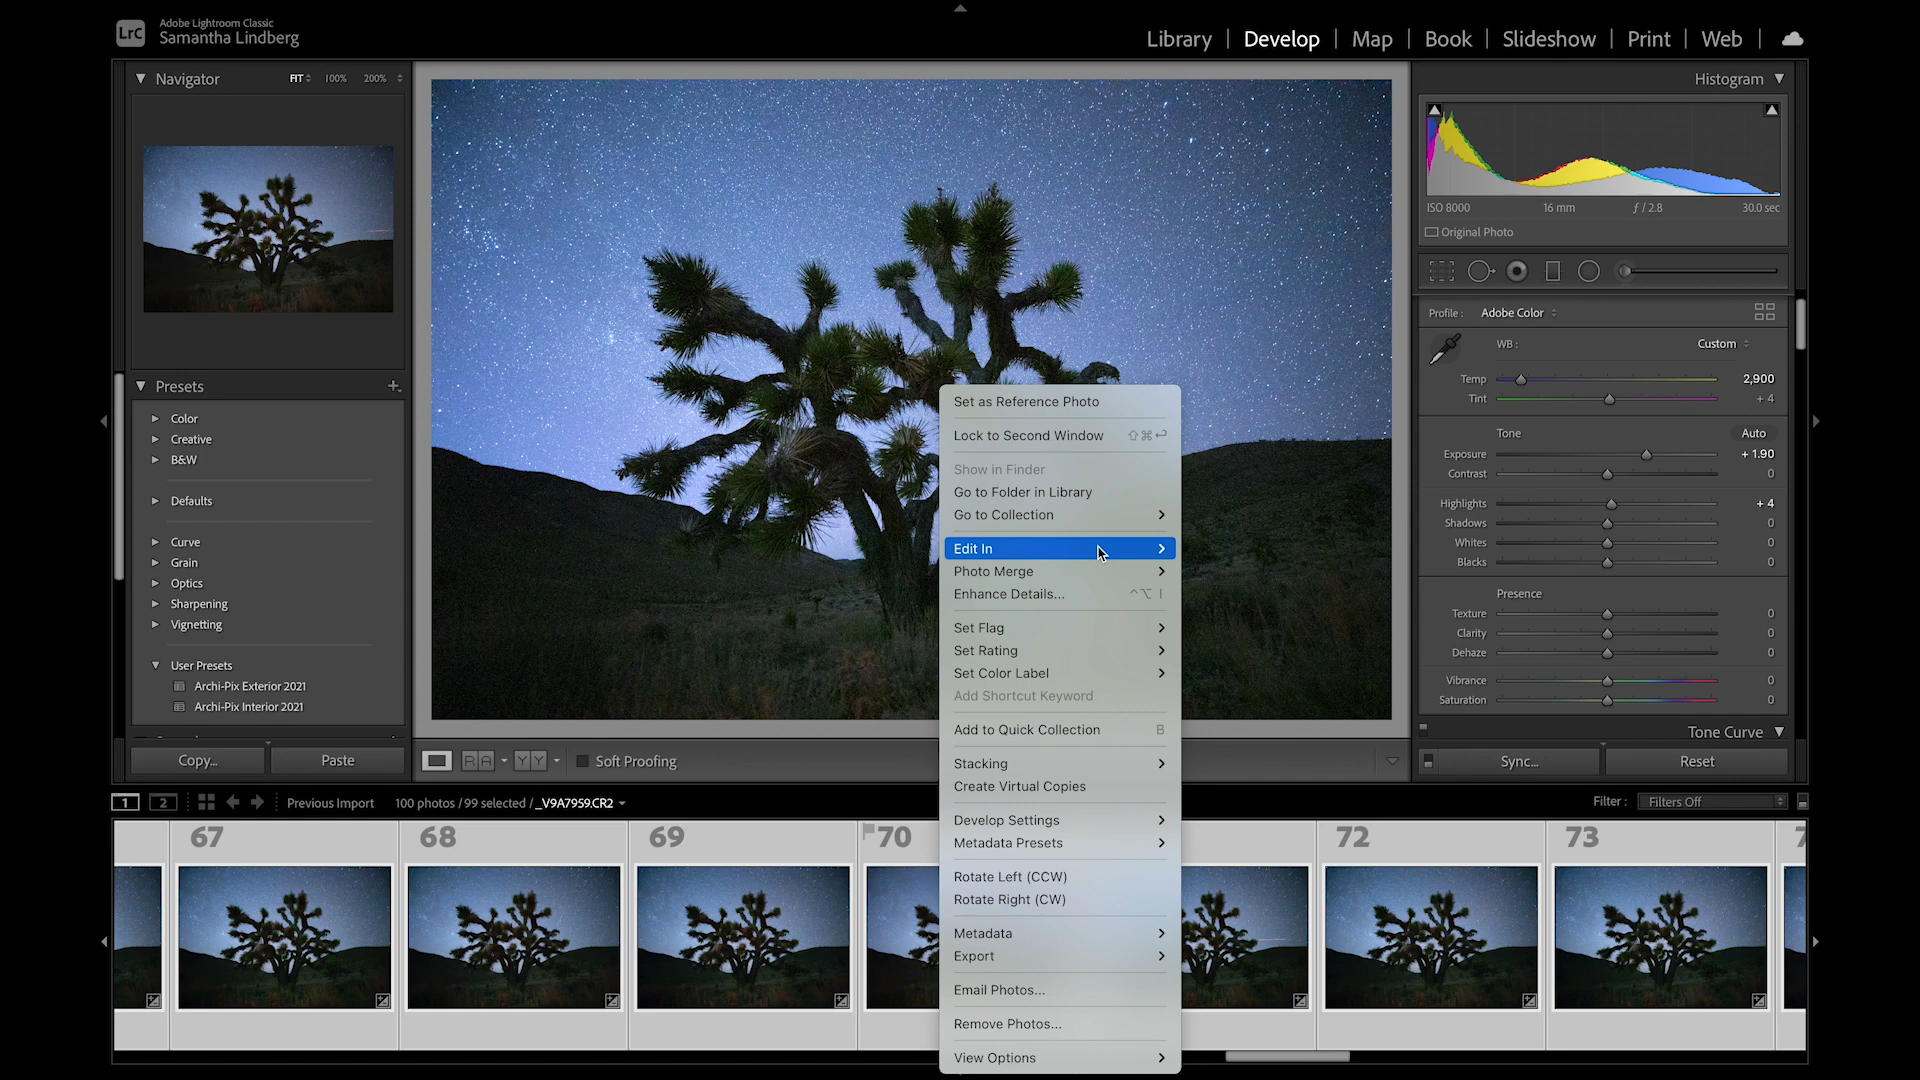 LrC
Adobe Lightroom Classic
Samantha Lindberg
Library | Develop | Map | Book | Slideshow | Print | Web |
Navigator FIT 100% 200%
Presets +
Color
Creative
B&W
Defaults
Curve
Grain
Optics
Sharpening
Vignetting
User Presets
Archi-Pix Exterior 2021
Archi-Pix Interior 2021
Copy... Paste
R A Y Y Soft Proofing
Set as Reference Photo
Lock to Second Window ⇧⌘↩
Show in Finder
Go to Folder in Library
Go to Collection
Edit In
Photo Merge
Enhance Details... ^⌥ I
Set Flag
Set Rating
Set Color Label
Add Shortcut Keyword
Add to Quick Collection B
Stacking
Create Virtual Copies
Develop Settings
Metadata Presets
Rotate Left (CCW)
Rotate Right (CW)
Metadata
Export
Email Photos...
Remove Photos...
View Options
Histogram
ISO 8000 16 mm ƒ / 2.8 30.0 sec
Original Photo
Profile : Adobe Color
WB : Custom
Temp 2,900
Tint + 4
Tone Auto
Exposure + 1.90
Contrast 0
Highlights + 4
Shadows 0
Whites 0
Blacks 0
Presence
Texture 0
Clarity 0
Dehaze 0
Vibrance 0
Saturation 0
Tone Curve
Sync... Reset
1 2 Previous Import 100 photos / 99 selected / _V9A7959.CR2 Filter : Filters Off
67 68 69 70 72 73